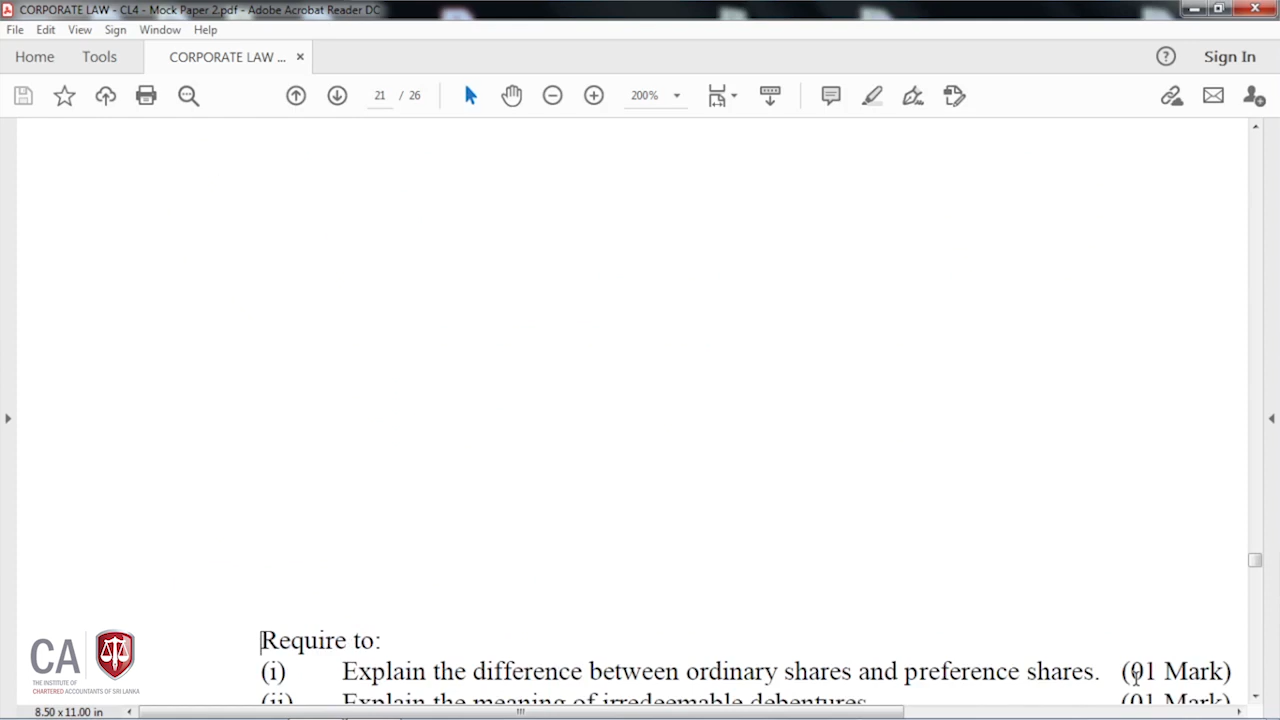 CORPORATE LAW - CL4 - Mock Paper 2.pdf - Adobe Acrobat Reader DC
File Edit View Sign Window Help
Home Tools CORPORATE LAW ... × ? Sign In
21 / 26 200%
Require to:
(i) Explain the difference between ordinary shares and preference shares. (01 Mark)
(ii) Explain the meaning of irredeemable debentures (01 Mark)
CA
THE INSTITUTE OF
CHARTERED ACCOUNTANTS OF SRI LANKA
8.50 x 11.00 in